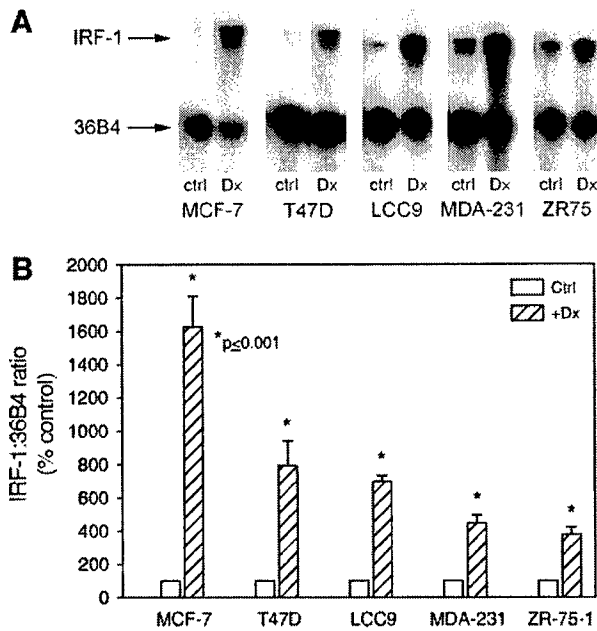 A
IRF-1
36B4
ctrl Dx ctrl Dx ctrl Dx ctrl Dx ctrl Dx
MCF-7 T47D LCC9 MDA-231 ZR75
B
IRF-1:36B4 ratio
(% control)
2000
1800
1600
1400
1200
1000
800
600
400
200
0
Ctrl
+Dx
* p≤0.001
* * * * *
MCF-7 T47D LCC9 MDA-231 ZR-75-1